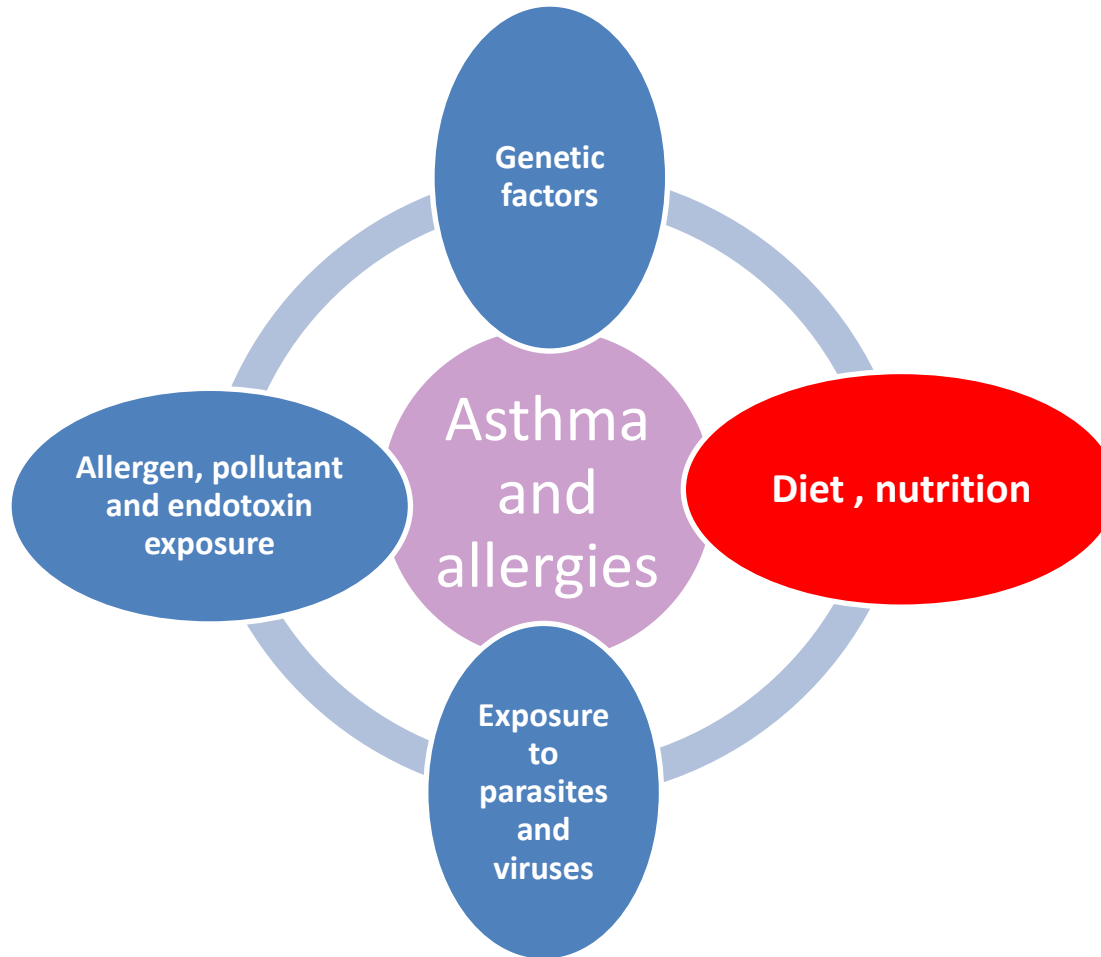 Genetic
factors
Asthma
and
allergies
Allergen, pollutant
and endotoxin
exposure
Diet , nutrition
Exposure
to
parasites
and
viruses